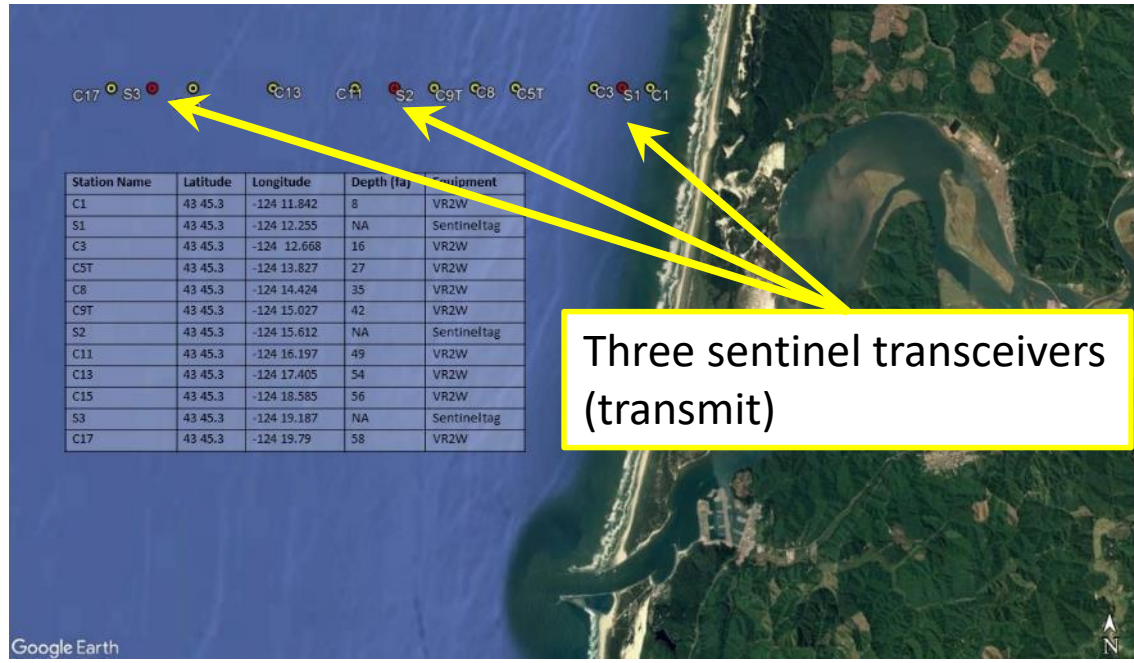 C17 S3 C13 C11 S2 C9T C8 C5T C3 S1 C1
Station Name Latitude Longitude Depth (fa) Equipment
C1 43 45.3 -124 11.842 8 VR2W
S1 43 45.3 -124 12.255 NA Sentineltag
C3 43 45.3 -124 12.668 16 VR2W
C5T 43 45.3 -124 13.827 27 VR2W
C8 43 45.3 -124 14.424 35 VR2W
C9T 43 45.3 -124 15.027 42 VR2W
S2 43 45.3 -124 15.612 NA Sentineltag
C11 43 45.3 -124 16.197 49 VR2W
C13 43 45.3 -124 17.405 54 VR2W
C15 43 45.3 -124 18.585 56 VR2W
S3 43 45.3 -124 19.187 NA Sentineltag
C17 43 45.3 -124 19.79 58 VR2W
Three sentinel transceivers
(transmit)
Google Earth
N